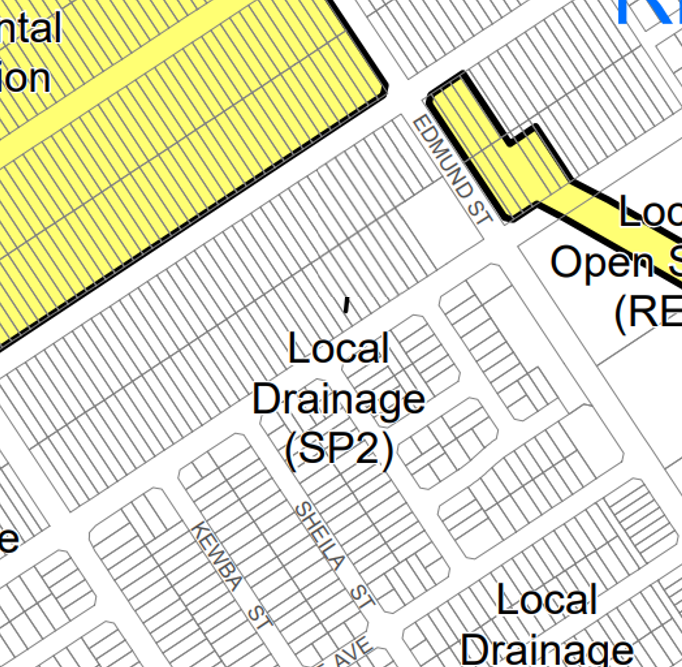 ntal
ion
EDMUND ST
Loc
Open S
(RE
Local
Drainage
(SP2)
e
KEWBA ST
SHEILA ST
AVE
Local
Drainage